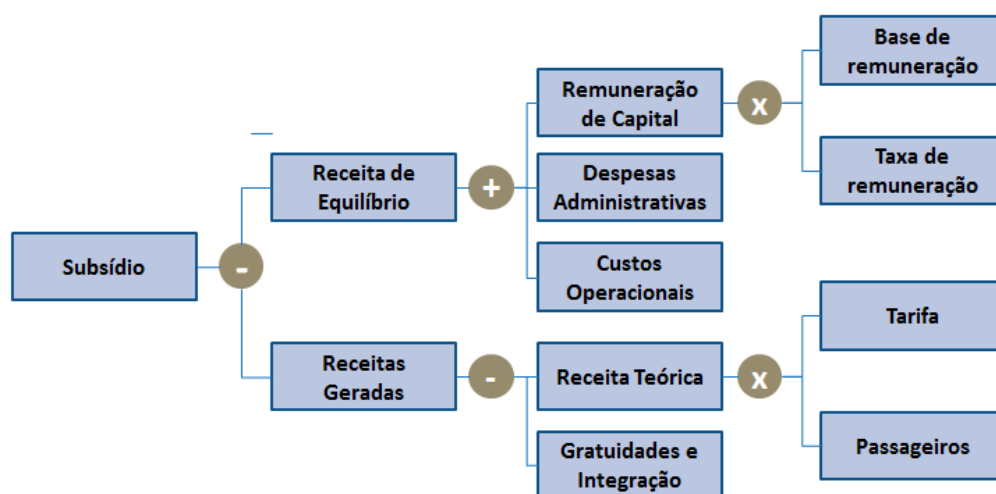 Base de
remuneração
Remuneração
de Capital
x
Taxa de
remuneração
Receita de
Equilíbrio
+
Despesas
Administrativas
Subsídio
-
Custos
Operacionais
Tarifa
Receitas
Geradas
-
Receita Teórica
x
Gratuidades e
Integração
Passageiros